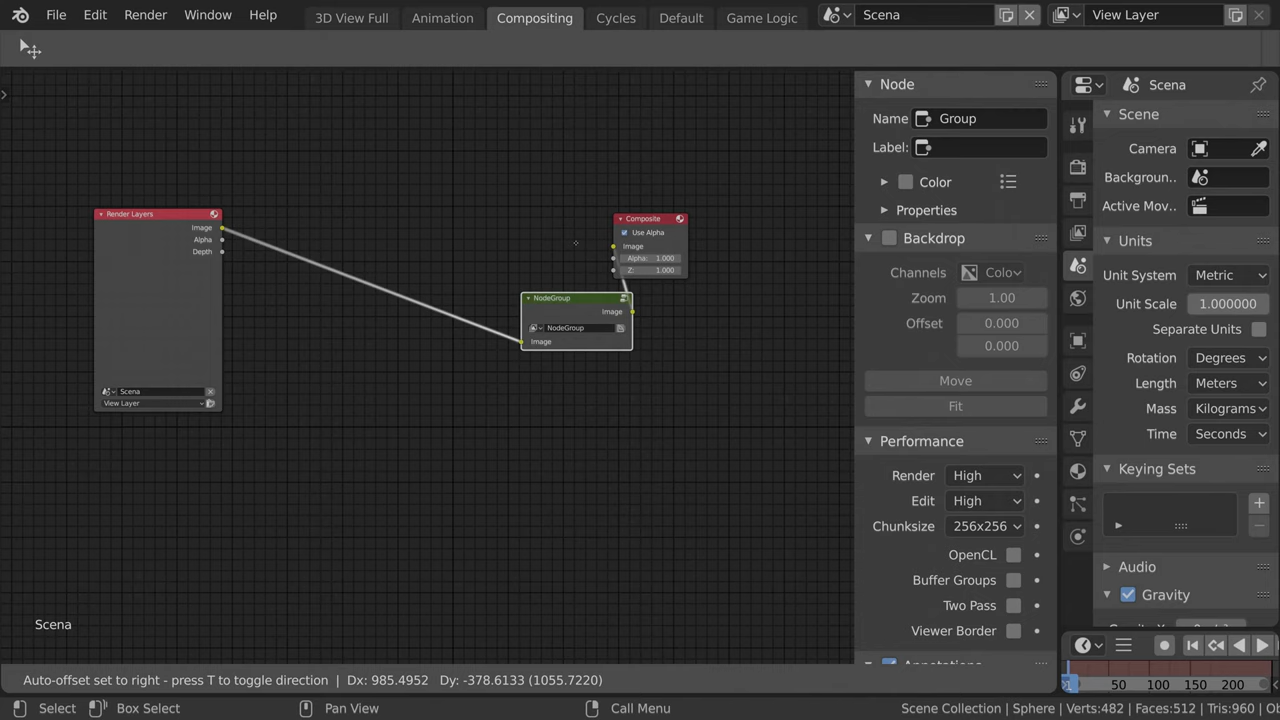 File Edit Render Window Help 3D View Full Animation Compositing Cycles Default Game Logic Scena View Layer
Node
Name Group
Label:
Color
Properties
Backdrop
Channels Colo
Zoom 1.00
Offset 0.000
0.000
Move
Fit
Performance
Render High
Edit High
Chunksize 256x256
OpenCL
Buffer Groups
Two Pass
Viewer Border
Scena
Scene
Camera
Backgroun..
Active Mov..
Units
Unit System Metric
Unit Scale 1.000000
Separate Units
Rotation Degrees
Length Meters
Mass Kilograms
Time Seconds
Keying Sets
Audio
Gravity
Render Layers
Image
Alpha
Depth
Scena
View Layer
Composite
Use Alpha
Image
Alpha: 1.000
Z: 1.000
NodeGroup
Image
NodeGroup
Image
Scena
1 50 100 150 200
Auto-offset set to right - press T to toggle direction | Dx: 985.4952 Dy: -378.6133 (1055.7220)
Select Box Select Pan View Call Menu Scene Collection | Sphere | Verts:482 | Faces:512 | Tris:960 | Ob